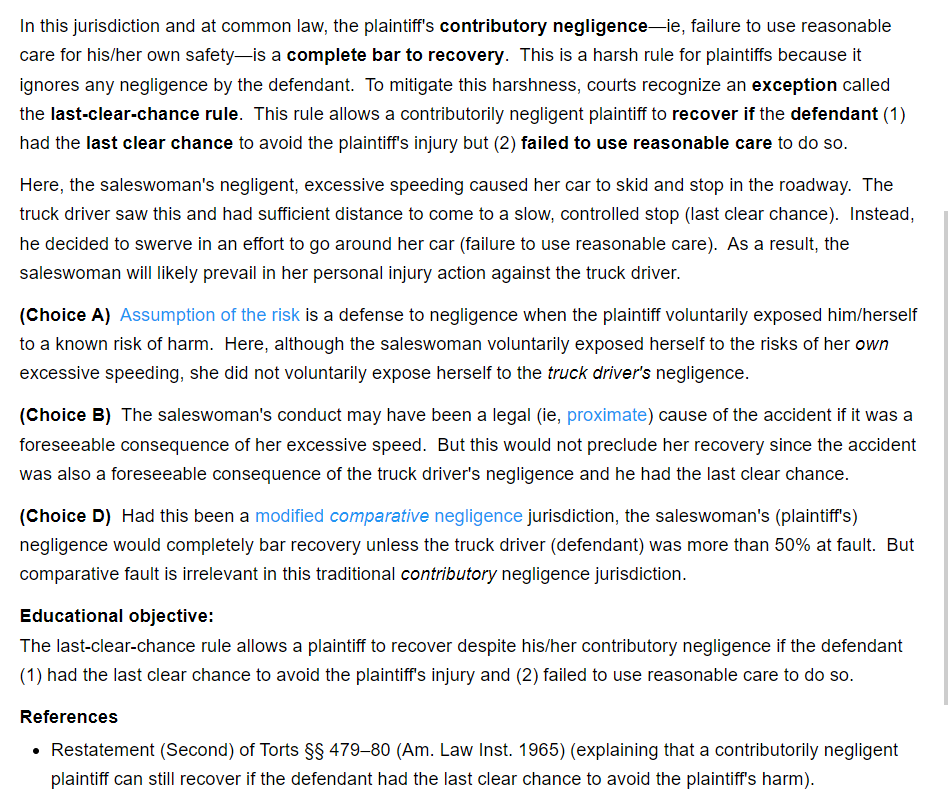 In this jurisdiction and at common law, the plaintiff's contributory negligence—ie, failure to use reasonable
care for his/her own safety—is a complete bar to recovery.  This is a harsh rule for plaintiffs because it
ignores any negligence by the defendant.  To mitigate this harshness, courts recognize an exception called
the last-clear-chance rule.  This rule allows a contributorily negligent plaintiff to recover if the defendant (1)
had the last clear chance to avoid the plaintiff's injury but (2) failed to use reasonable care to do so.
Here, the saleswoman's negligent, excessive speeding caused her car to skid and stop in the roadway.  The
truck driver saw this and had sufficient distance to come to a slow, controlled stop (last clear chance).  Instead,
he decided to swerve in an effort to go around her car (failure to use reasonable care).  As a result, the
saleswoman will likely prevail in her personal injury action against the truck driver.
(Choice A)  Assumption of the risk is a defense to negligence when the plaintiff voluntarily exposed him/herself
to a known risk of harm.  Here, although the saleswoman voluntarily exposed herself to the risks of her own
excessive speeding, she did not voluntarily expose herself to the truck driver's negligence.
(Choice B)  The saleswoman's conduct may have been a legal (ie, proximate) cause of the accident if it was a
foreseeable consequence of her excessive speed.  But this would not preclude her recovery since the accident
was also a foreseeable consequence of the truck driver's negligence and he had the last clear chance.
(Choice D)  Had this been a modified comparative negligence jurisdiction, the saleswoman's (plaintiff's)
negligence would completely bar recovery unless the truck driver (defendant) was more than 50% at fault.  But
comparative fault is irrelevant in this traditional contributory negligence jurisdiction.
Educational objective:
The last-clear-chance rule allows a plaintiff to recover despite his/her contributory negligence if the defendant
(1) had the last clear chance to avoid the plaintiff's injury and (2) failed to use reasonable care to do so.
References
• Restatement (Second) of Torts §§ 479–80 (Am. Law Inst. 1965) (explaining that a contributorily negligent
plaintiff can still recover if the defendant had the last clear chance to avoid the plaintiff's harm).